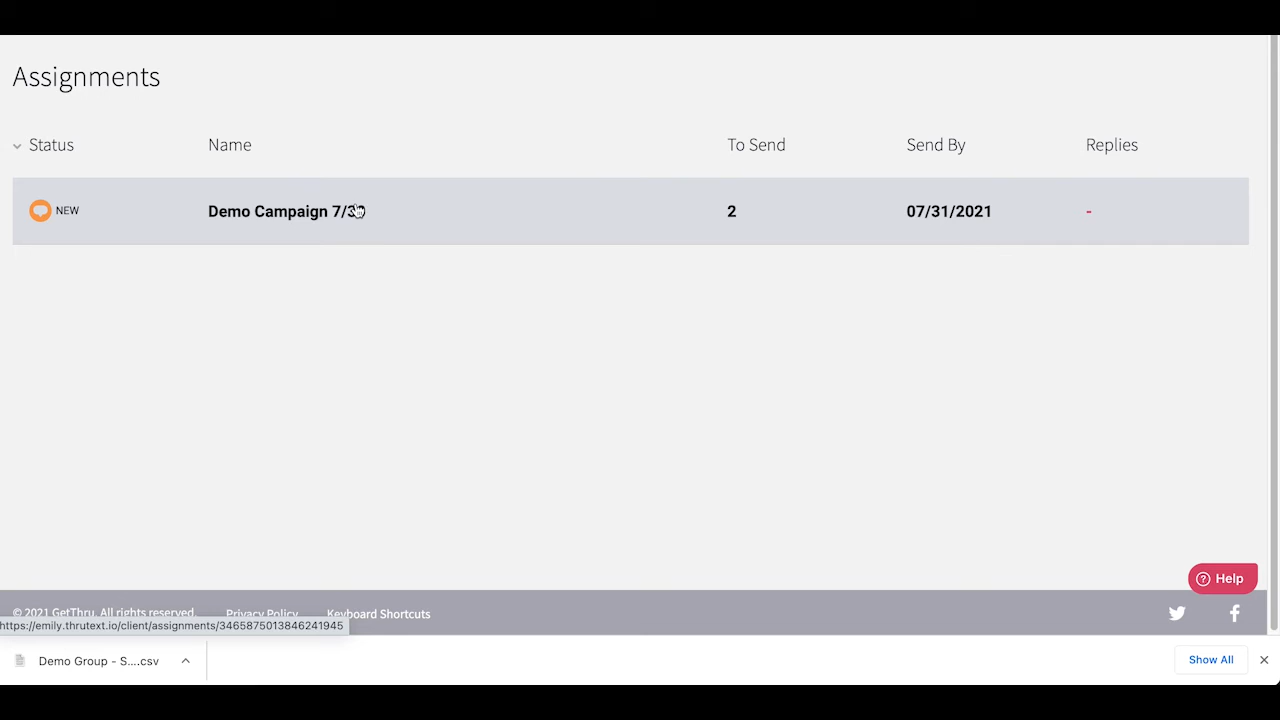 Assignments
Status Name To Send Send By Replies
NEW Demo Campaign 7/30 2 07/31/2021 -
Help
© 2021 GetThru. All rights reserved. Privacy Policy Keyboard Shortcuts
https://emily.thrutext.io/client/assignments/3465875013846241945
Demo Group - S....csv Show All